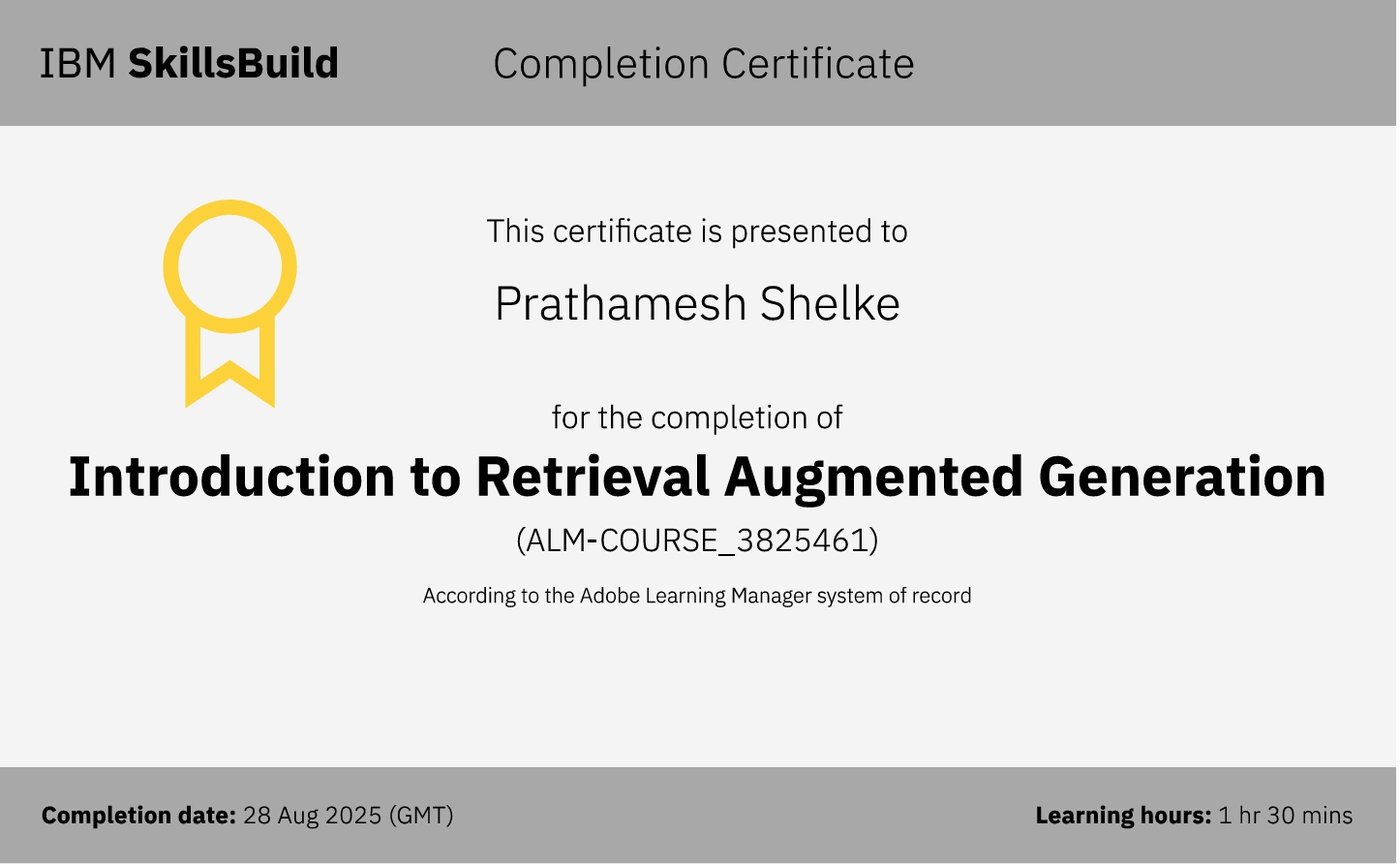 IBM SkillsBuild
Completion Certificate
This certificate is presented to
Prathamesh Shelke
for the completion of
Introduction to Retrieval Augmented Generation
(ALM-COURSE_3825461)
According to the Adobe Learning Manager system of record
Completion date: 28 Aug 2025 (GMT)
Learning hours: 1 hr 30 mins